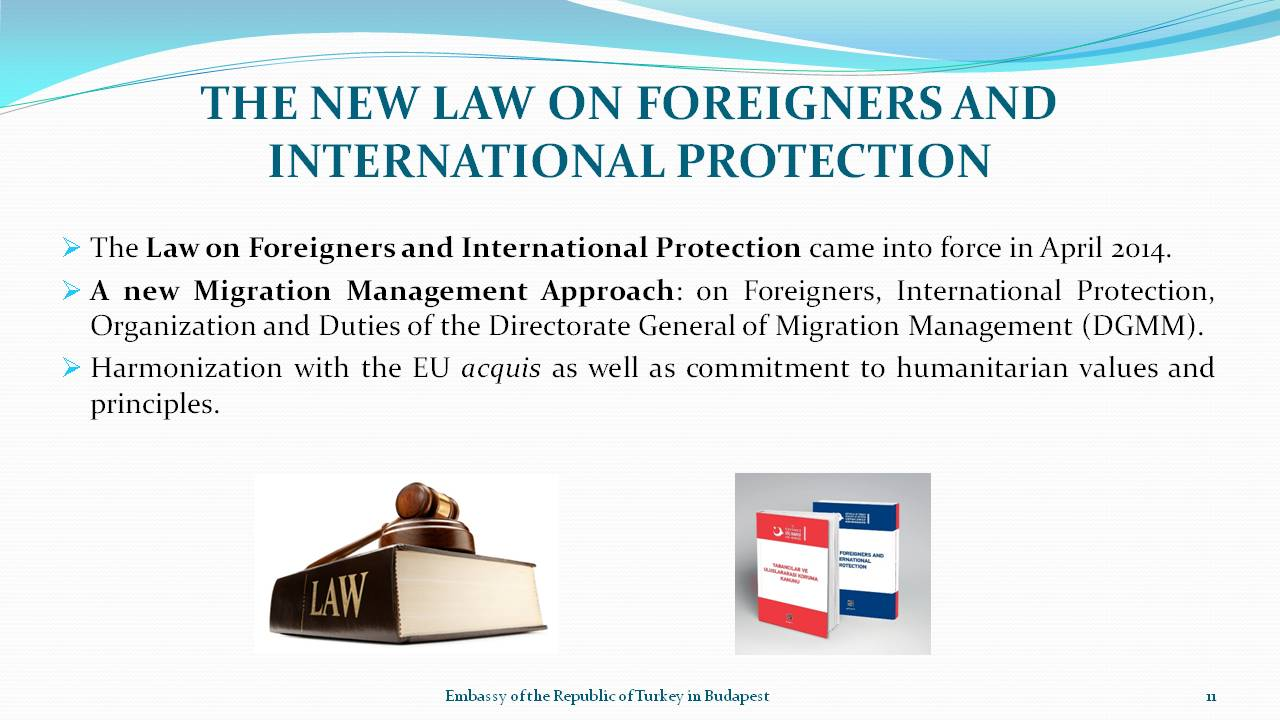 THE NEW LAW ON FOREIGNERS AND
INTERNATIONAL PROTECTION
The Law on Foreigners and International Protection came into force in April 2014.
A new Migration Management Approach: on Foreigners, International Protection,
Organization and Duties of the Directorate General of Migration Management (DGMM).
Harmonization with the EU acquis as well as commitment to humanitarian values and
principles.
LAW
YABANCILAR VE
ULUSLARARASI KORUMA
KANUNU
FOREIGNERS AND
ERNATIONAL
ROTECTION
Embassy of the Republic of Turkey in Budapest
11